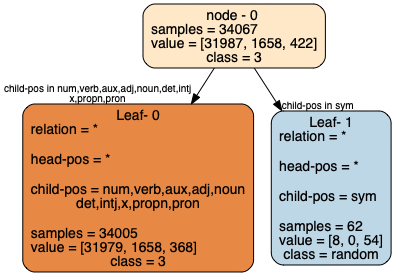 node - 0
samples = 34067
value = [31987, 1658, 422]
class = 3
child-pos in num,verb,aux,adj,noun,det,intj
x,propn,pron
child-pos in sym
Leaf- 0
relation = *
head-pos = *
child-pos = num,verb,aux,adj,noun
det,intj,x,propn,pron
samples = 34005
value = [31979, 1658, 368]
class = 3
Leaf- 1
relation = *
head-pos = *
child-pos = sym
samples = 62
value = [8, 0, 54]
class = random